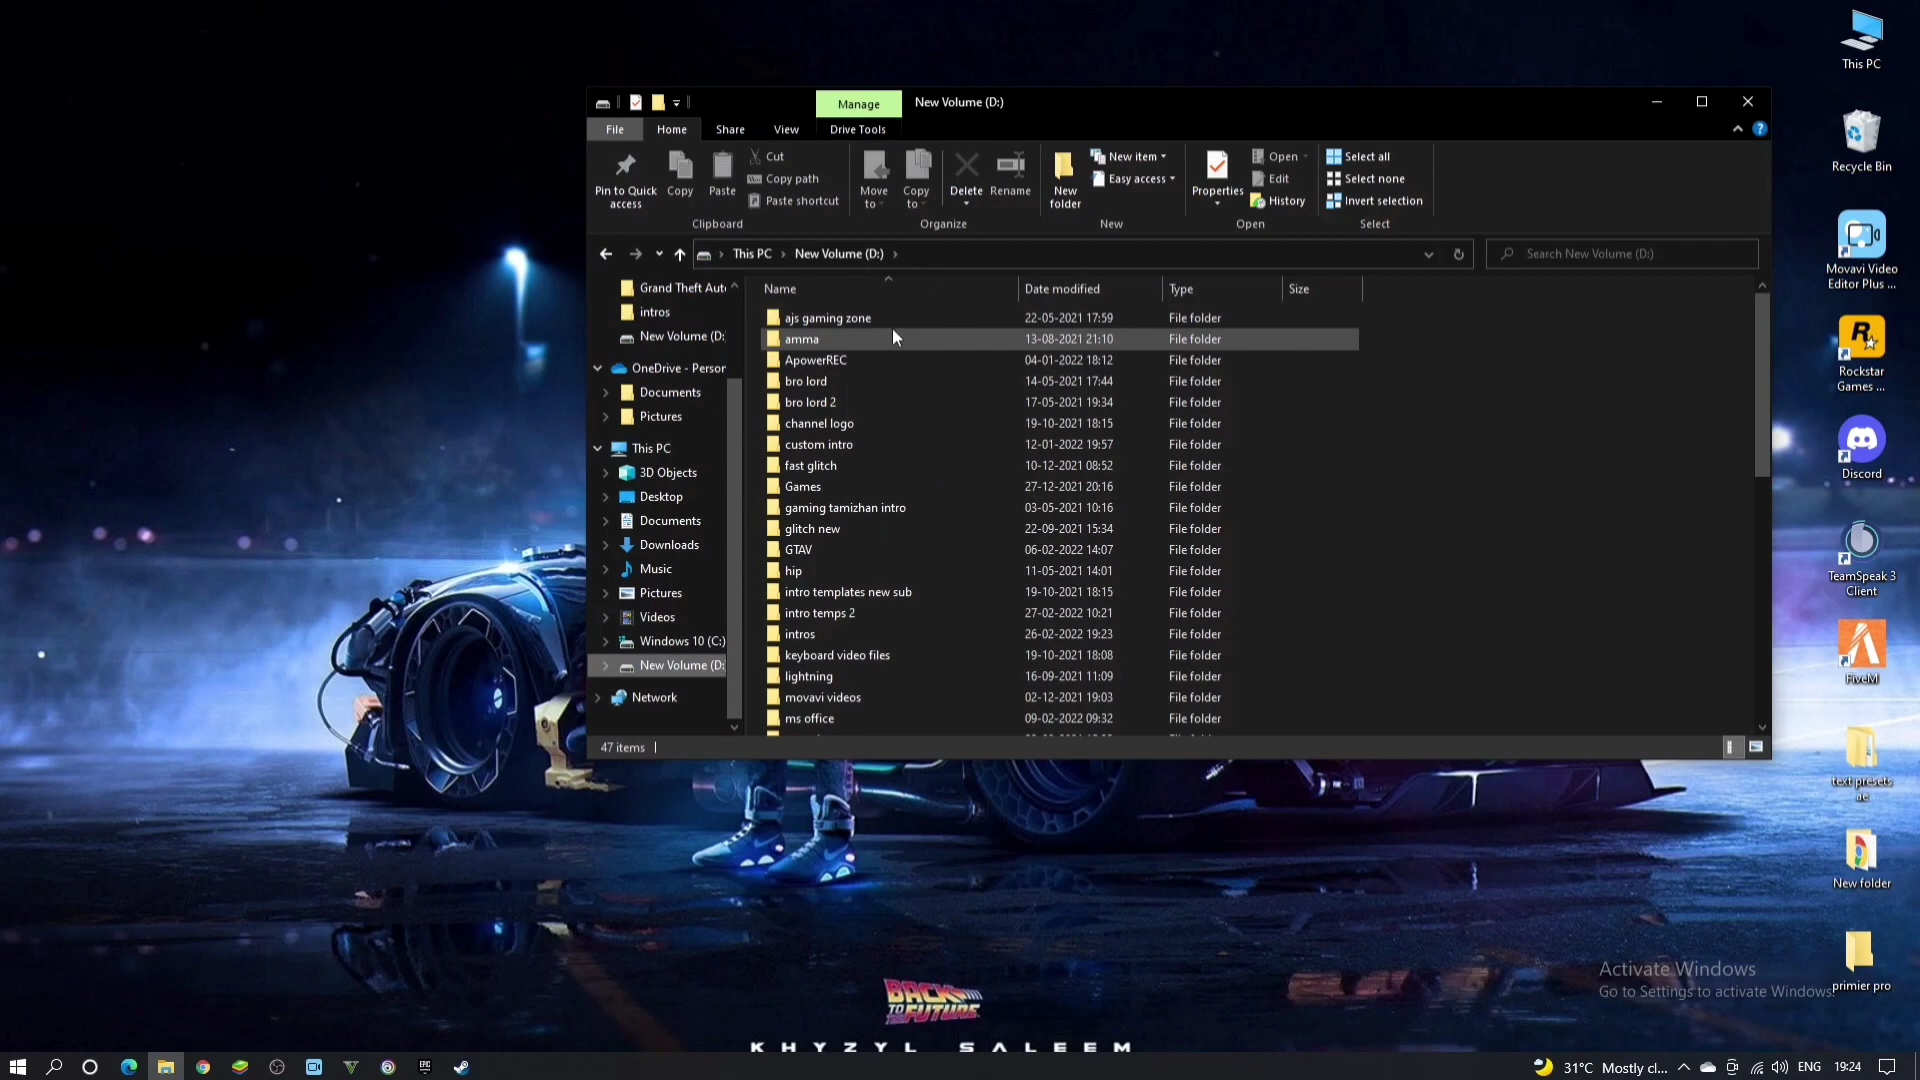 This PC
Recycle Bin
Movavi Video
Editor Plus ...
Rockstar
Games ...
Discord
TeamSpeak 3
Client
FiveM
text presets
ae
New folder
primier pro
Manage
New Volume (D:)
File
Home
Share
View
Drive Tools
Pin to Quick
access
Copy
Paste
Cut
Copy path
Paste shortcut
Clipboard
Move
to
Copy
to
Delete
Rename
Organize
New
folder
New item
Easy access
New
Properties
Open
Edit
History
Open
Select all
Select none
Invert selection
Select
This PC
New Volume (D:)
Search New Volume (D:)
Grand Theft Aut
intros
New Volume (D:
OneDrive - Person
Documents
Pictures
This PC
3D Objects
Desktop
Documents
Downloads
Music
Pictures
Videos
Windows 10 (C:)
New Volume (D:
Network
Name Date modified Type Size
ajs gaming zone 22-05-2021 17:59 File folder
amma 13-08-2021 21:10 File folder
ApowerREC 04-01-2022 18:12 File folder
bro lord 14-05-2021 17:44 File folder
bro lord 2 17-05-2021 19:34 File folder
channel logo 19-10-2021 18:15 File folder
custom intro 12-01-2022 19:57 File folder
fast glitch 10-12-2021 08:52 File folder
Games 27-12-2021 20:16 File folder
gaming tamizhan intro 03-05-2021 10:16 File folder
glitch new 22-09-2021 15:34 File folder
GTAV 06-02-2022 14:07 File folder
hip 11-05-2021 14:01 File folder
intro templates new sub 19-10-2021 18:15 File folder
intro temps 2 27-02-2022 10:21 File folder
intros 26-02-2022 19:23 File folder
keyboard video files 19-10-2021 18:08 File folder
lightning 16-09-2021 11:09 File folder
movavi videos 02-12-2021 19:03 File folder
ms office 09-02-2022 09:32 File folder
47 items
BACK
TO THE
FUTURE
KHYZYL SALEEM
Activate Windows
Go to Settings to activate Windows.
EPIC
31°C Mostly cl...
ENG
19:24